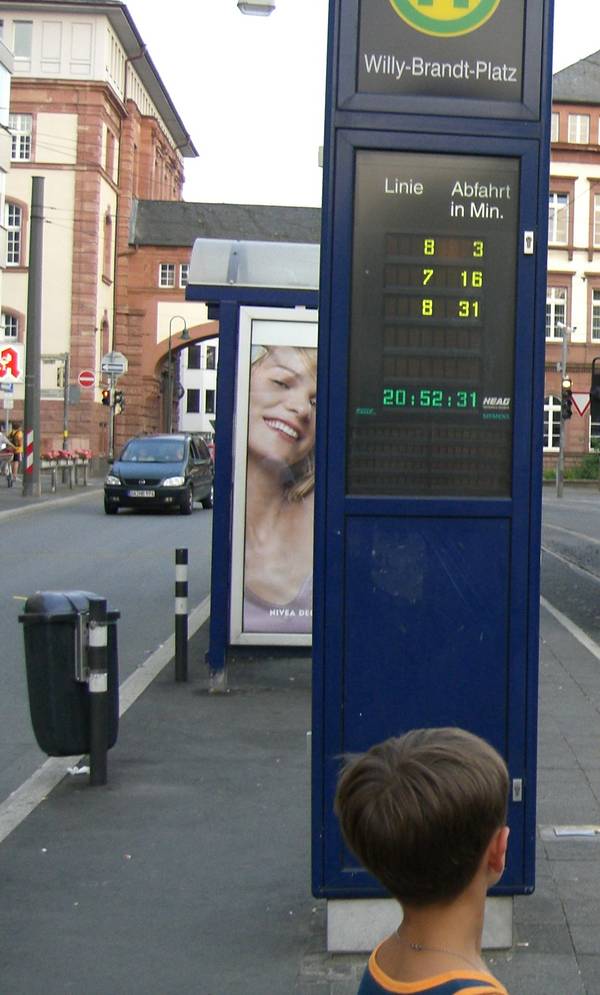 H
Willy-Brandt-Platz
Linie Abfahrt
in Min.
8 3
7 16
8 31
20:52:31 HEAG
SIEMENS
NIVEA